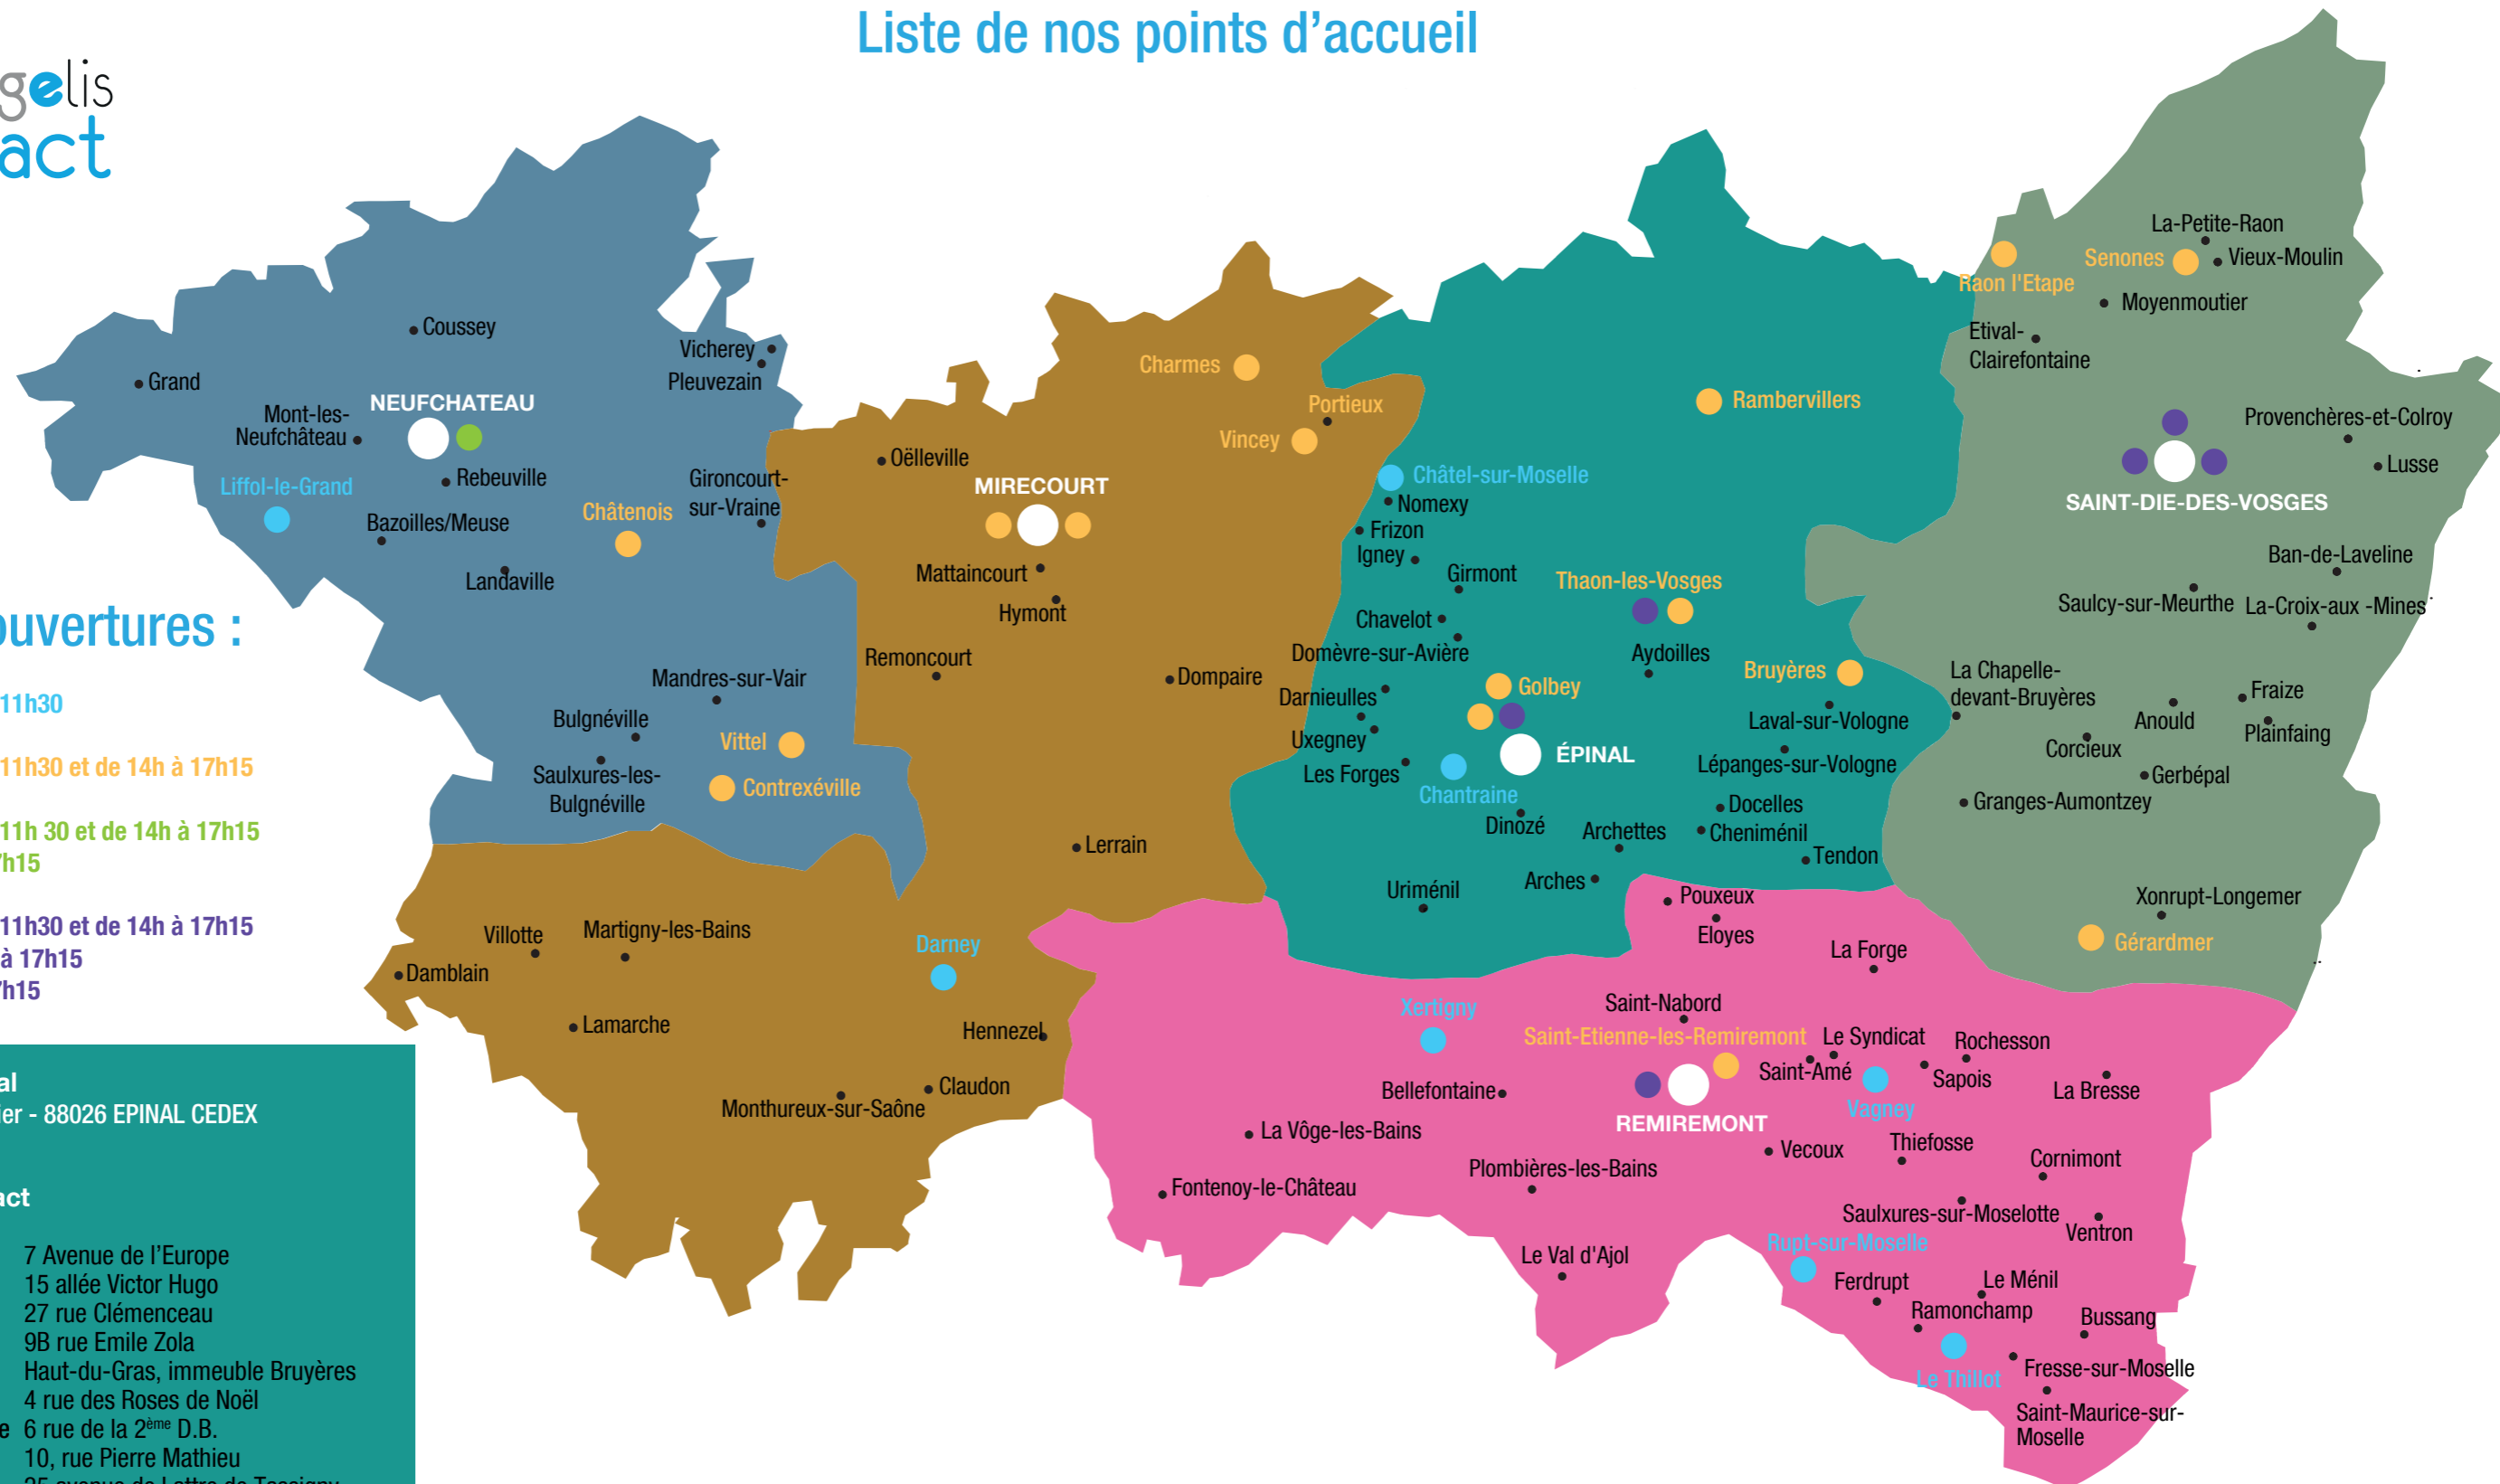 Liste de nos points d'accueil
gelis
act
La-Petite-Raon
Senones
Vieux-Moulin
Raon l'Etape
Moyenmoutier
Etival-
Clairefontaine
Coussey
Vicherey
Pleuvezain
Grand
Charmes
NEUFCHATEAU
Mont-les-
Neufchâteau
Portieux
Rambervillers
Vincey
Provenchères-et-Colroy
Oëlleville
Lusse
Rebeuville
Liffol-le-Grand
Gironcourt-
sur-Vraine
MIRECOURT
Châtel-sur-Moselle
Nomexy
SAINT-DIE-DES-VOSGES
Châtenois
Bazoilles/Meuse
Frizon
Igney
Ban-de-Laveline
Landaville
Mattaincourt
Girmont
Thaon-les-Vosges
Hymont
Saulcy-sur-Meurthe
La-Croix-aux -Mines
Chavelot
ouvertures :
Remoncourt
Domèvre-sur-Avière
Aydoilles
Mandres-sur-Vair
Dompaire
Bruyères
La Chapelle-
devant-Bruyères
Golbey
Darnieulles
Fraize
11h30
Bulgnéville
Laval-sur-Vologne
Anould
Plainfaing
Vittel
Uxegney
ÉPINAL
Corcieux
11h30 et de 14h à 17h15
Saulxures-les-
Bulgnéville
Contrexéville
Les Forges
Lépanges-sur-Vologne
Gerbépal
Chantraine
Docelles
Granges-Aumontzey
Dinozé
Archettes
Cheniménil
11h 30 et de 14h à 17h15
7h15
Lerrain
Tendon
Arches
Uriménil
Pouxeux
Xonrupt-Longemer
11h30 et de 14h à 17h15
à 17h15
7h15
Villotte
Martigny-les-Bains
Darney
Eloyes
La Forge
Gérardmer
Damblain
Xertigny
Saint-Nabord
Lamarche
Hennezel
Saint-Etienne-les-Remiremont
Le Syndicat
Rochesson
Saint-Amé
Sapois
Claudon
Bellefontaine
La Bresse
Monthureux-sur-Saône
Vagney
REMIREMONT
La Vôge-les-Bains
Vecoux
Thiefosse
Plombières-les-Bains
Cornimont
Fontenoy-le-Château
Saulxures-sur-Moselotte
Ventron
Rupt-sur-Moselle
Le Val d'Ajol
Ferdrupt
Le Ménil
Ramonchamp
Bussang
Fresse-sur-Moselle
Le Thillot
Saint-Maurice-sur-
Moselle
al
ier - 88026 EPINAL CEDEX
act
7 Avenue de l'Europe
15 allée Victor Hugo
27 rue Clémenceau
9B rue Emile Zola
Haut-du-Gras, immeuble Bruyères
4 rue des Roses de Noël
e 6 rue de la 2ème D.B.
10, rue Pierre Mathieu
25 avenue de Lattre de Tassigny